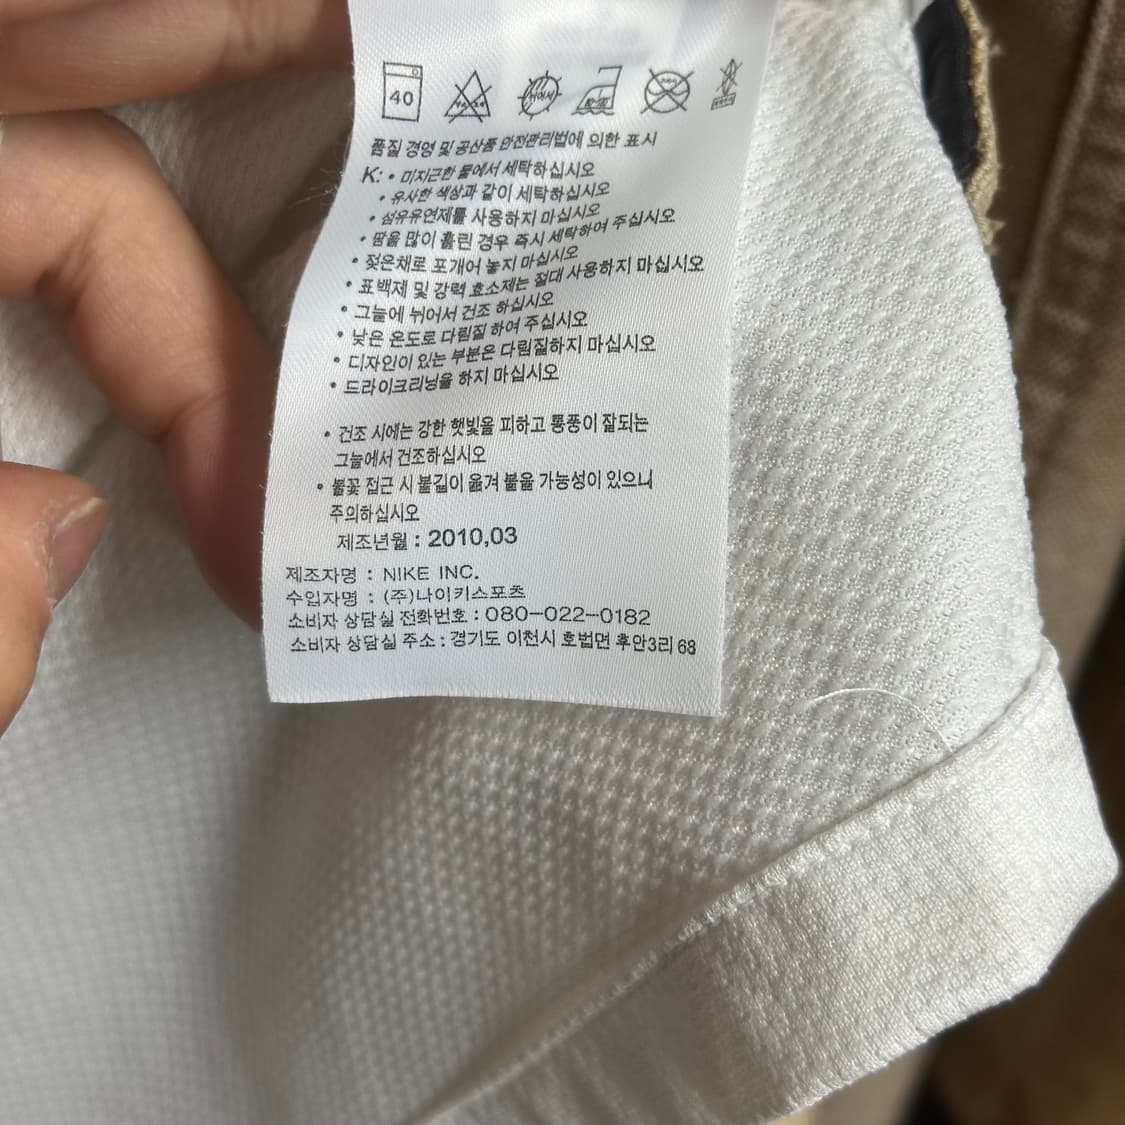 40
품질 경영 및 공산품 안전관리법에 의한 표시
K: • 미지근한 물에서 세탁하십시오
• 유사한 색상과 같이 세탁하십시오
• 섬유유연제를 사용하지 마십시오
• 땀을 많이 흘린 경우 즉시 세탁하여 주십시오
• 젖은채로 포개어 놓지 마십시오
• 표백제 및 강력 효소제는 절대 사용하지 마십시오
• 그늘에 뉘어서 건조 하십시오
• 낮은 온도로 다림질 하여 주십시오
• 디자인이 있는 부분은 다림질하지 마십시오
• 드라이크리닝을 하지 마십시오
• 건조 시에는 강한 햇빛을 피하고 통풍이 잘되는
그늘에서 건조하십시오
• 불꽃 접근 시 불길이 옮겨 붙을 가능성이 있으니
주의하십시오
제조년월 : 2010,03
제조자명 : NIKE INC.
수입자명 : (주)나이키스포츠
소비자 상담실 전화번호 : 080-022-0182
소비자 상담실 주소 : 경기도 이천시 호법면 후안3리 68